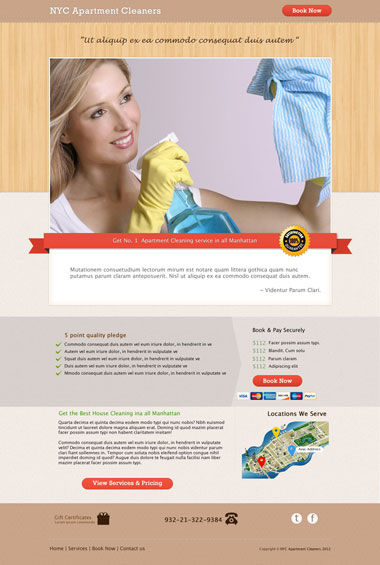 NYC Apartment Cleaners
Book Now
"Ut aliquip ex ea commodo consequat duis autem"
Get No. 1 Apartment Cleaning service in all Manhattan
Mutationem consuetudium lectorum mirum est notare quam littera gothica quam nunc
putamus parum claram anteposuerit. Nisl ut aliquip ex ea commodo consequat duis autem.
– Videntur Parum Clari.
5 point quality pledge
Commodo consequat duis autem vel eum iriure dolor, in hendrerit in ve
Autem vel eum iriure dolor, in hendrerit in vulputate ve
Squat duis autem vel eum iriure dolor, in hendrerit in vulputate ve
Duis autem vel eum iriure dolor, in hendrerit in vulputate ve
Mmodo consequat duis autem vel eum iriure dolor, in hendrerit in vulputate
Book & Pay Securely
$112 Facer possim assum typi.
$112 Blandit. Cum solu
$112 Parum claram
$112 Adipiscing elit
Book Now
VISA
Get the Best House Cleaning ina all Manhattan
Quarta decima et quinta decima eodem modo typi qui nunc nobis? Nibh euismod
tincidunt ut laoreet dolore magna aliquam erat. Doming id quod mazim placerat
facer possim assum typi non habent claritatem insitam!
Commodo consequat duis autem vel eum iriure dolor, in hendrerit in vulputate
velit? Decima et quinta decima eodem modo typi qui nunc nobis videntur parum
clari fiant sollemnes in. Tempor cum soluta nobis eleifend option congue nihil
imperdiet doming id quod? Augue duis dolore te feugait nulla facilisi nam liber
mazim placerat facer possim assum typi.
View Services & Pricing
Locations We Serve
Gift Certificates
932-21-322-9384
t
f
Home | Services | Book Now | Contact us
Copyright © NYC Apartment Cleaners. 2012